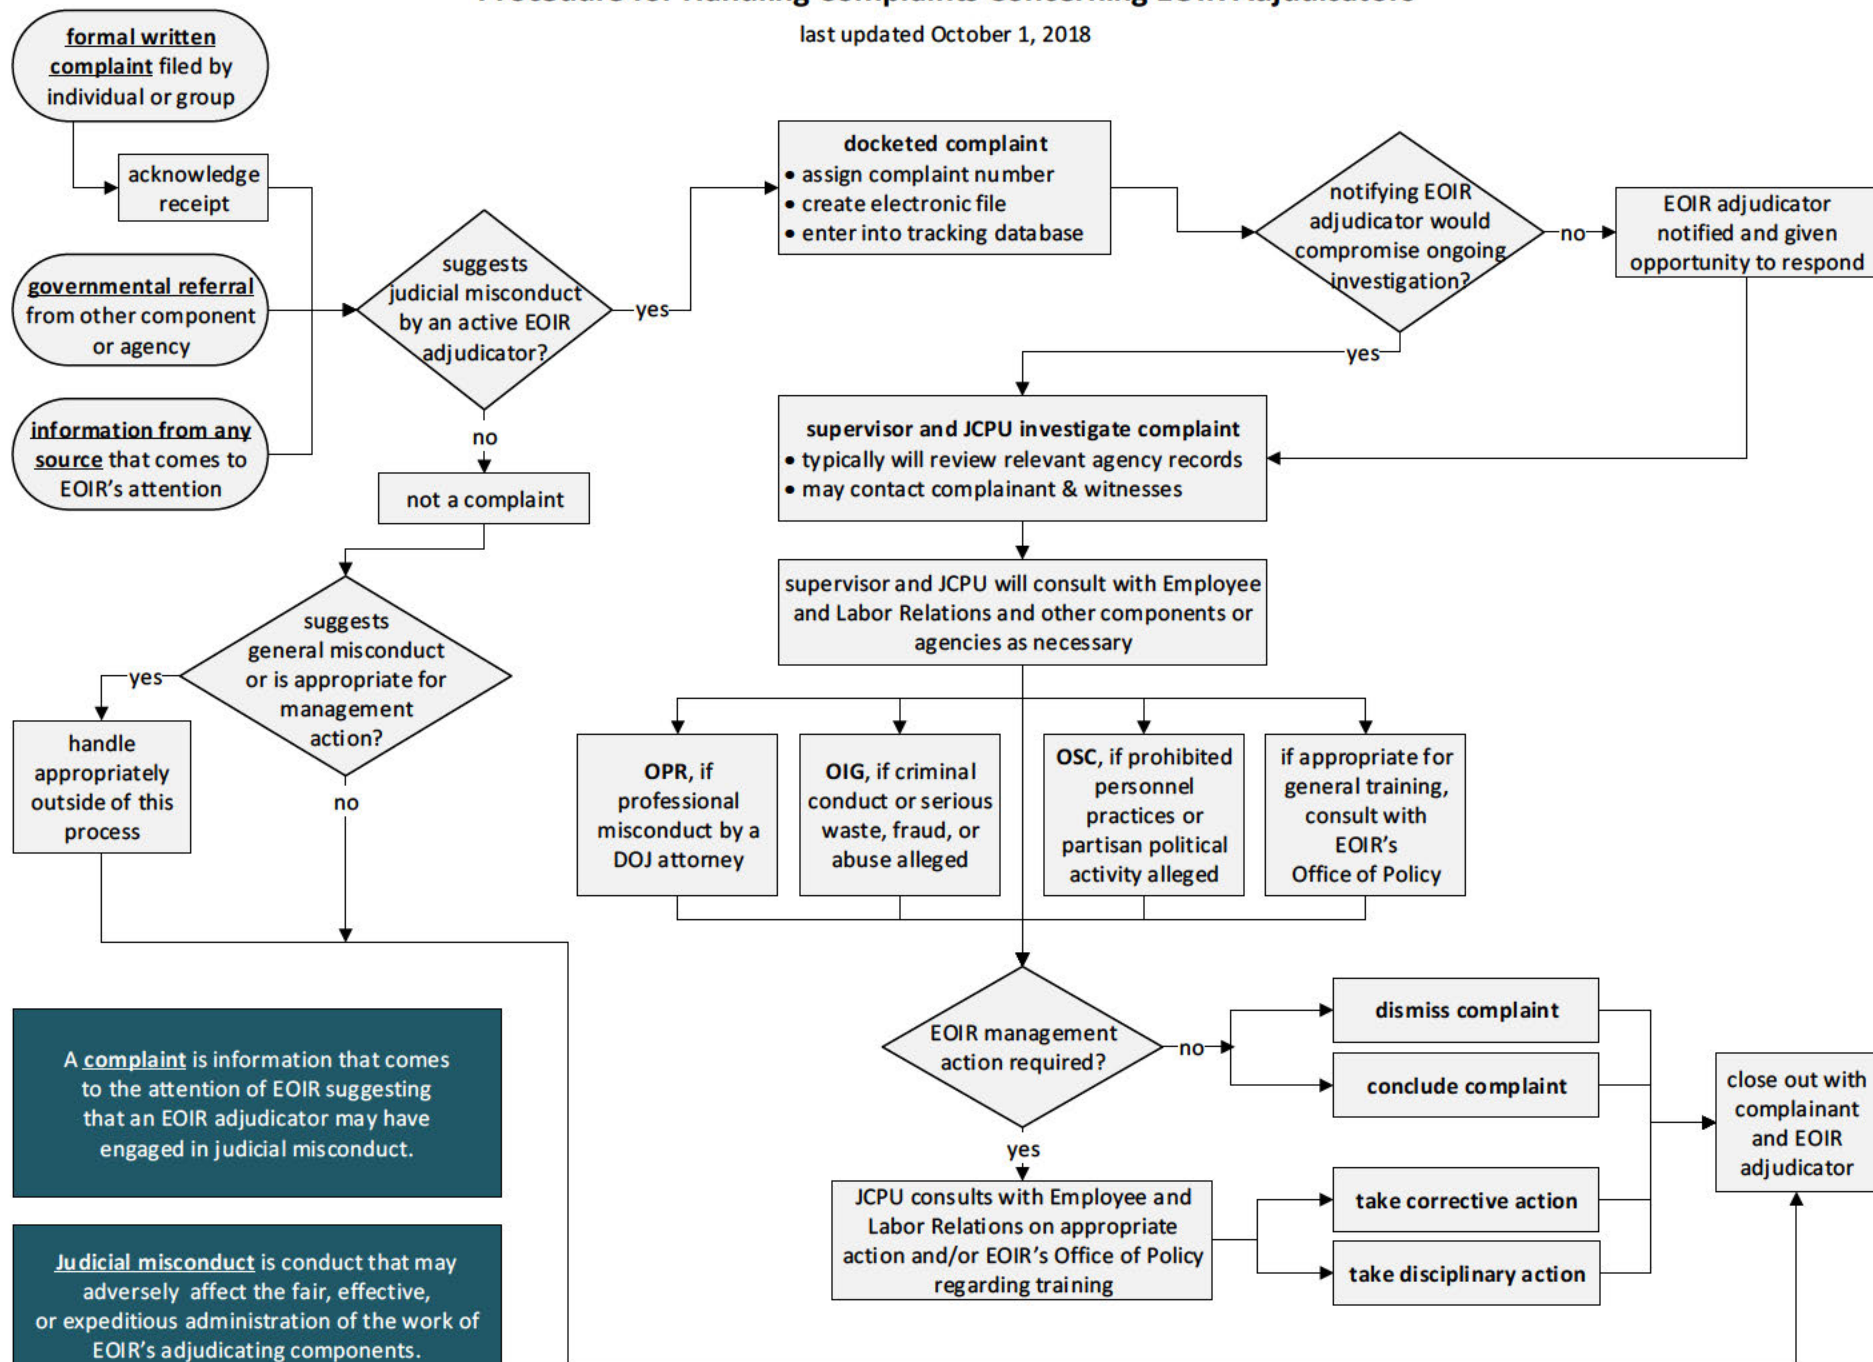 Procedure for Handling Complaints Concerning EOIR Adjudicators
last updated October 1, 2018
formal written
complaint filed by
individual or group
acknowledge
receipt
governmental referral
from other component
or agency
information from any
source that comes to
EOIR's attention
suggests
judicial misconduct
by an active EOIR
adjudicator?
yes
no
not a complaint
suggests
general misconduct
or is appropriate for
management
action?
yes
handle
appropriately
outside of this
process
no
docketed complaint
• assign complaint number
• create electronic file
• enter into tracking database
notifying EOIR
adjudicator would
compromise ongoing
investigation?
no
EOIR adjudicator
notified and given
opportunity to respond
yes
supervisor and JCPU investigate complaint
• typically will review relevant agency records
• may contact complainant & witnesses
supervisor and JCPU will consult with Employee
and Labor Relations and other components or
agencies as necessary
OPR, if
professional
misconduct by a
DOJ attorney
OIG, if criminal
conduct or serious
waste, fraud, or
abuse alleged
OSC, if prohibited
personnel
practices or
partisan political
activity alleged
if appropriate for
general training,
consult with
EOIR's
Office of Policy
EOIR management
action required?
no
dismiss complaint
conclude complaint
yes
JCPU consults with Employee and
Labor Relations on appropriate
action and/or EOIR's Office of Policy
regarding training
take corrective action
take disciplinary action
close out with
complainant
and EOIR
adjudicator
A complaint is information that comes
to the attention of EOIR suggesting
that an EOIR adjudicator may have
engaged in judicial misconduct.
Judicial misconduct is conduct that may
adversely affect the fair, effective,
or expeditious administration of the work of
EOIR's adjudicating components.